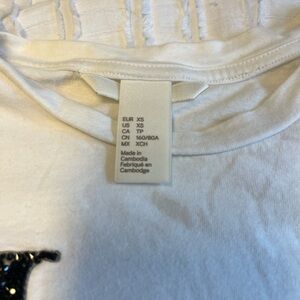 EUR XS
US XS
CA TP
CN 160/80A
MX XCH
Made in
Cambodia
Fabriqué en
Cambodge